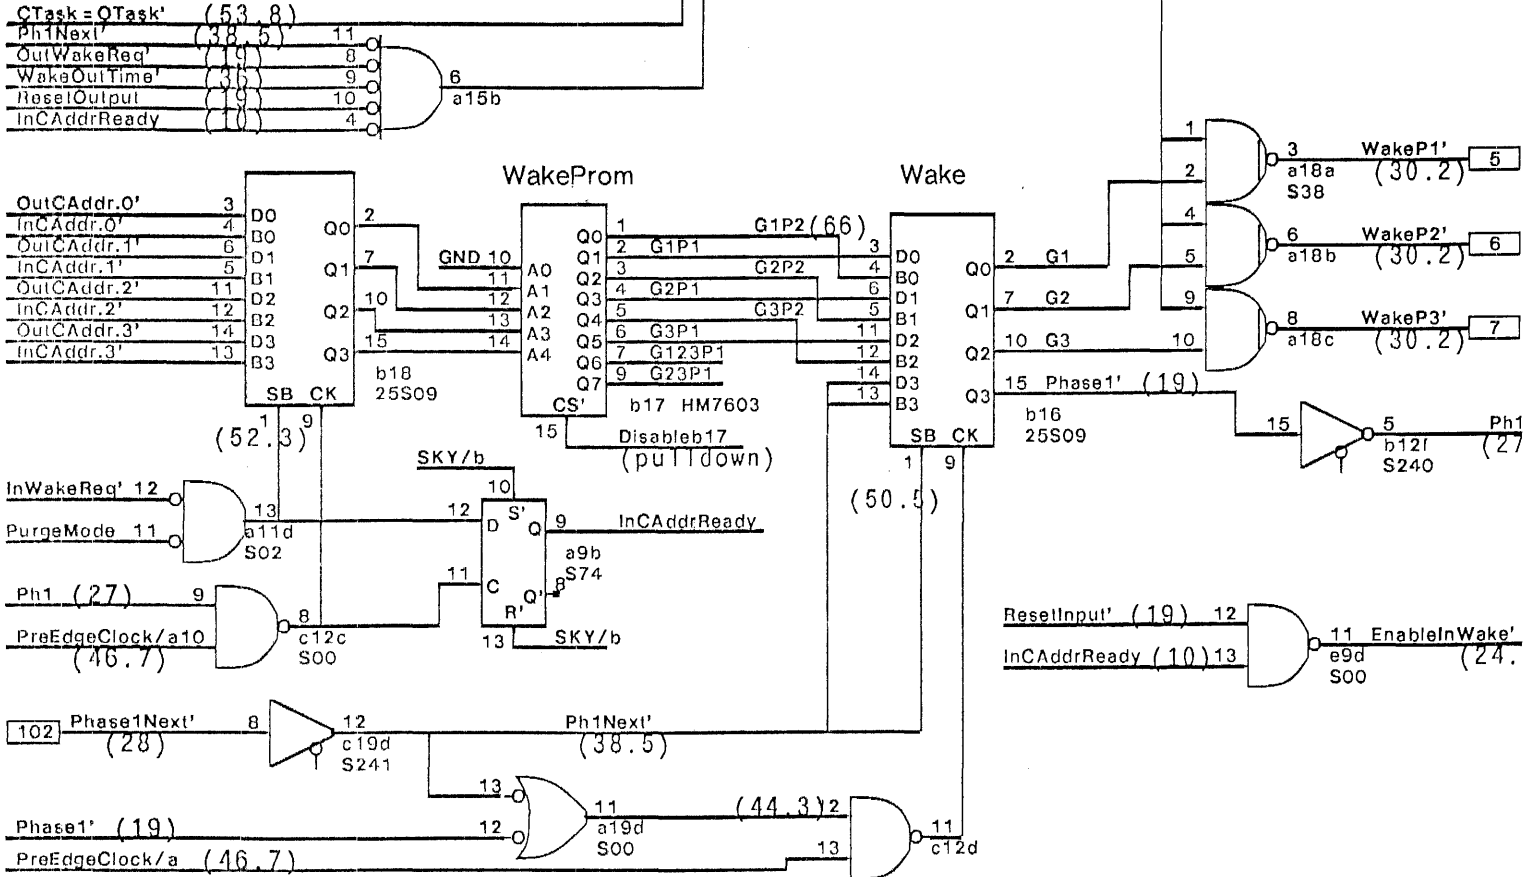 CTask=OTask' (53.8)
Ph1Next' (38.5) 11
OutWakeReq' (19) 8
WakeOutTime' (36) 9 6
ResetOutput (19) 10 a15b
InCAddrReady (10) 4
1
3 WakeP1' 5
2 a18a (30.2)
S38
WakeProm Wake
OutCAddr.0' 3 D0
InCAddr.0' 4 B0 Q0 2
OutCAddr.1' 6 D1
InCAddr.1' 5 B1 Q1 7
OutCAddr.2' 11 D2
InCAddr.2' 12 B2 Q2 10
OutCAddr.3' 14 D3
InCAddr.3' 13 B3 Q3 15
SB CK
1 9
(52.3)
b18
25S09
GND 10 A0
11 A1
12 A2
13 A3
14 A4
Q0 1 G1P2 (66)
Q1 2 G1P1
Q2 3 G2P2
Q3 4 G2P1
Q4 5 G3P2
Q5 6 G3P1
Q6 7 G123P1
Q7 9 G23P1
CS'
b17 HM7603
15 Disableb17
(pulldown)
3 D0
4 B0 Q0 2 G1
6 D1
5 B1 Q1 7 G2
11 D2
12 B2 Q2 10 G3
14 D3
13 B3 Q3 15 Phase1' (19)
SB CK
1 9
(50.5)
b16
25S09
4 6 WakeP2' 6
5 a18b (30.2)
9 8 WakeP3' 7
10 a18c (30.2)
15 5 Ph1
b12f (27
S240
SKY/b
10
InWakeReq' 12
13
PurgeMode 11 a11d
S02
12 D S' Q 9 InCAddrReady
a9b
S74
11 C Q' 8
R'
13 SKY/b
Ph1 (27) 9
8
PreEdgeClock/a 10 c12c
(46.7) S00
ResetInput' (19) 12
11 EnableInWake'
InCAddrReady (10) 13 e9d (24.
S00
102 Phase1Next' 8 12 Ph1Next'
(28) c19d (38.5)
S241
13
11 (44.3) 12
Phase1' (19) 12 a19d 11
S00 c12d
PreEdgeClock/a (46.7) 13